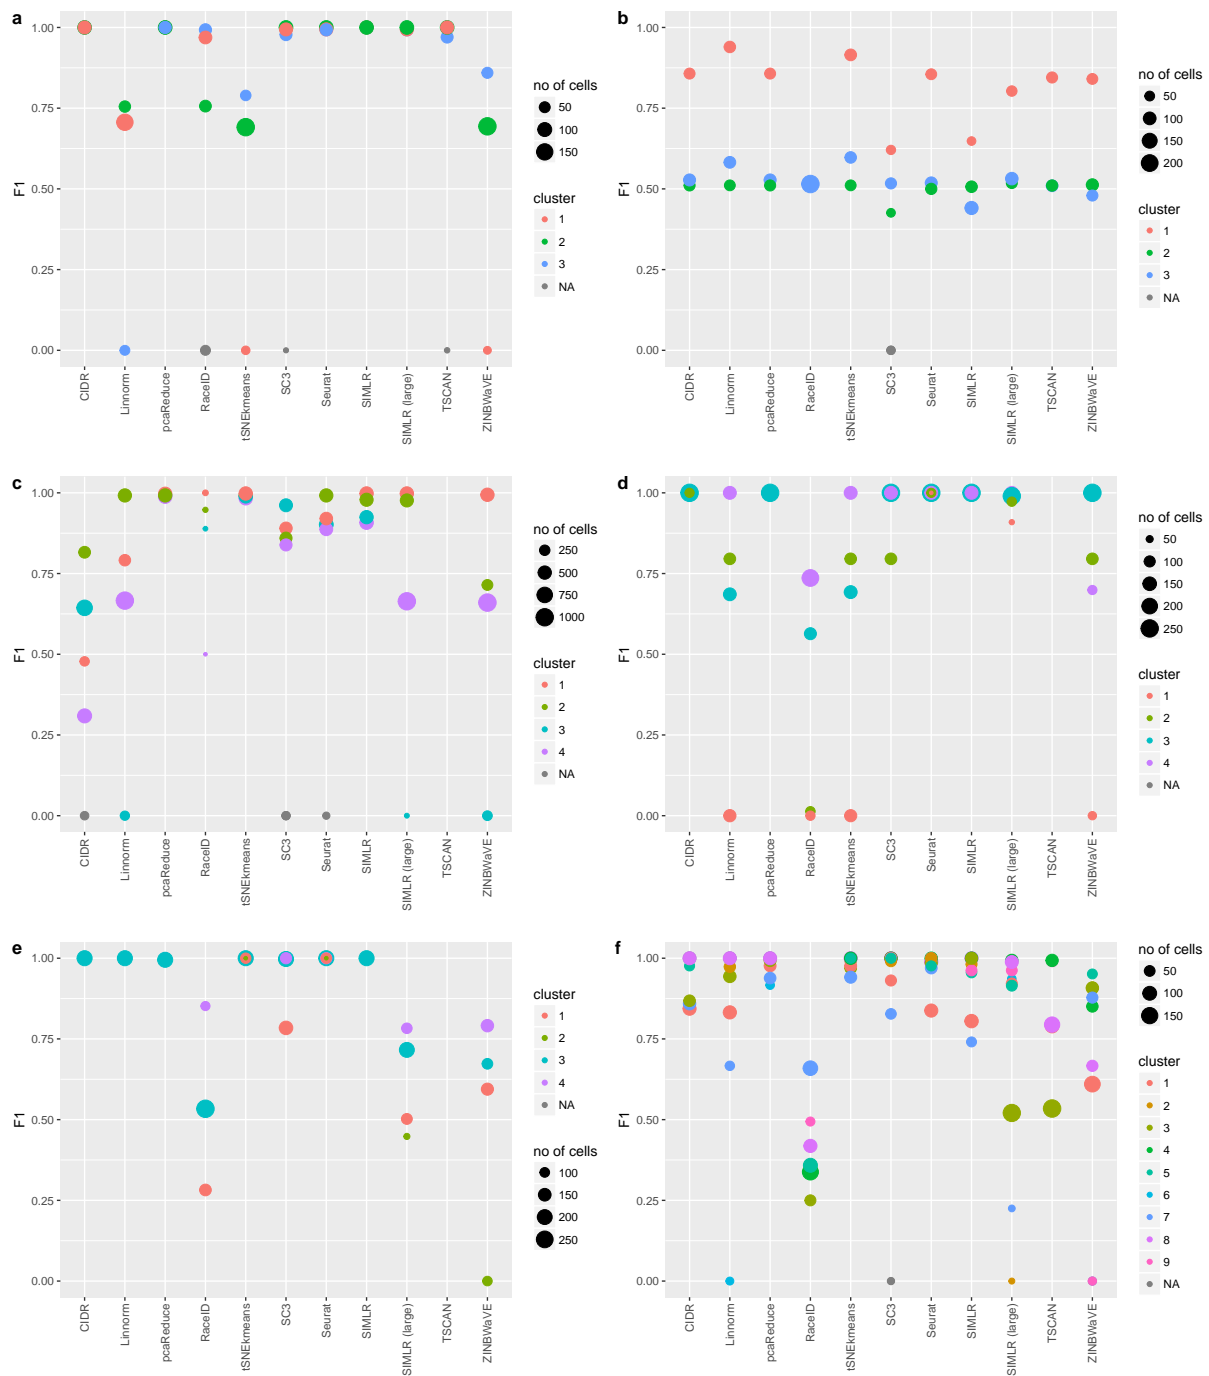 a
1.00
0.75
0.50
0.25
0.00
F1
CIDR
Linnorm
pcaReduce
RaceID
tSNEkmeans
SC3
Seurat
SIMLR
SIMLR (large)
TSCAN
ZINBWaVE
no of cells
50
100
150
cluster
1
2
3
NA
b
1.00
0.75
0.50
0.25
0.00
F1
CIDR
Linnorm
pcaReduce
RaceID
tSNEkmeans
SC3
Seurat
SIMLR
SIMLR (large)
TSCAN
ZINBWaVE
no of cells
50
100
150
200
cluster
1
2
3
NA
c
1.00
0.75
0.50
0.25
0.00
F1
CIDR
Linnorm
pcaReduce
RaceID
tSNEkmeans
SC3
Seurat
SIMLR
SIMLR (large)
TSCAN
ZINBWaVE
no of cells
250
500
750
1000
cluster
1
2
3
4
NA
d
1.00
0.75
0.50
0.25
0.00
F1
CIDR
Linnorm
pcaReduce
RaceID
tSNEkmeans
SC3
Seurat
SIMLR
SIMLR (large)
TSCAN
ZINBWaVE
no of cells
50
100
150
200
250
cluster
1
2
3
4
NA
e
1.00
0.75
0.50
0.25
0.00
F1
CIDR
Linnorm
pcaReduce
RaceID
tSNEkmeans
SC3
Seurat
SIMLR
SIMLR (large)
TSCAN
ZINBWaVE
cluster
1
2
3
4
NA
no of cells
100
150
200
250
f
1.00
0.75
0.50
0.25
0.00
F1
CIDR
Linnorm
pcaReduce
RaceID
tSNEkmeans
SC3
Seurat
SIMLR
SIMLR (large)
TSCAN
ZINBWaVE
no of cells
50
100
150
cluster
1
2
3
4
5
6
7
8
9
NA